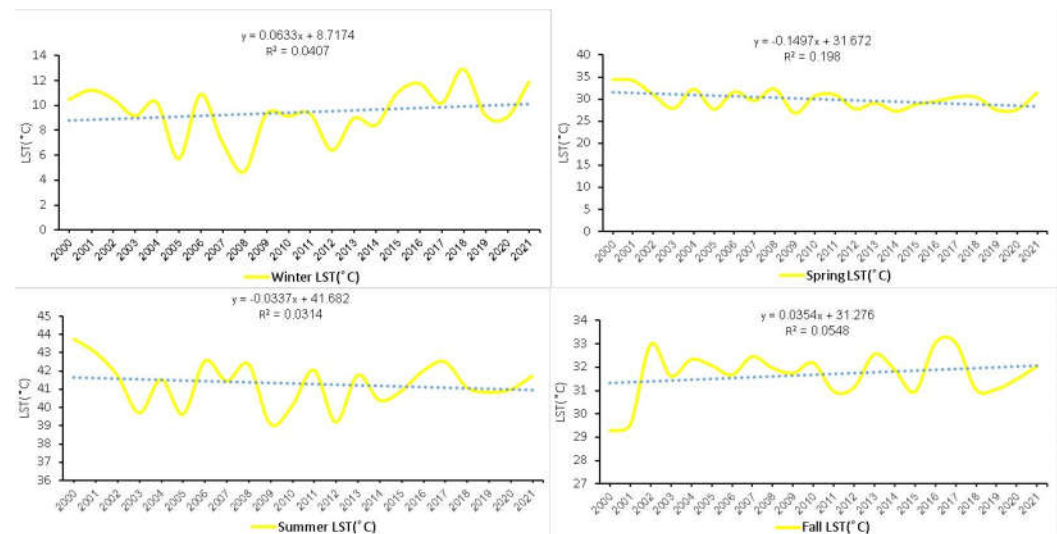 y = 0.0633x + 8.7174
R² = 0.0407
14
12
10
8
6
4
2
0
LST(°C)
2000 2001 2002 2003 2004 2005 2006 2007 2008 2009 2010 2011 2012 2013 2014 2015 2016 2017 2018 2019 2020 2021
Winter LST(°C)
y = -0.1497x + 31.672
R² = 0.198
40
35
30
25
20
15
10
5
0
LST(°C)
2000 2001 2002 2003 2004 2005 2006 2007 2008 2009 2010 2011 2012 2013 2014 2015 2016 2017 2018 2019 2020 2021
Spring LST(°C)
y = -0.0337x + 41.682
R² = 0.0314
45
44
43
42
41
40
39
38
37
36
LST(°C)
2000 2001 2002 2003 2004 2005 2006 2007 2008 2009 2010 2011 2012 2013 2014 2015 2016 2017 2018 2019 2020 2021
Summer LST(°C)
y = 0.0354x + 31.276
R² = 0.0548
34
33
32
31
30
29
28
27
LST(°C)
2000 2001 2002 2003 2004 2005 2006 2007 2008 2009 2010 2011 2012 2013 2014 2015 2016 2017 2018 2019 2020 2021
Fall LST(°C)